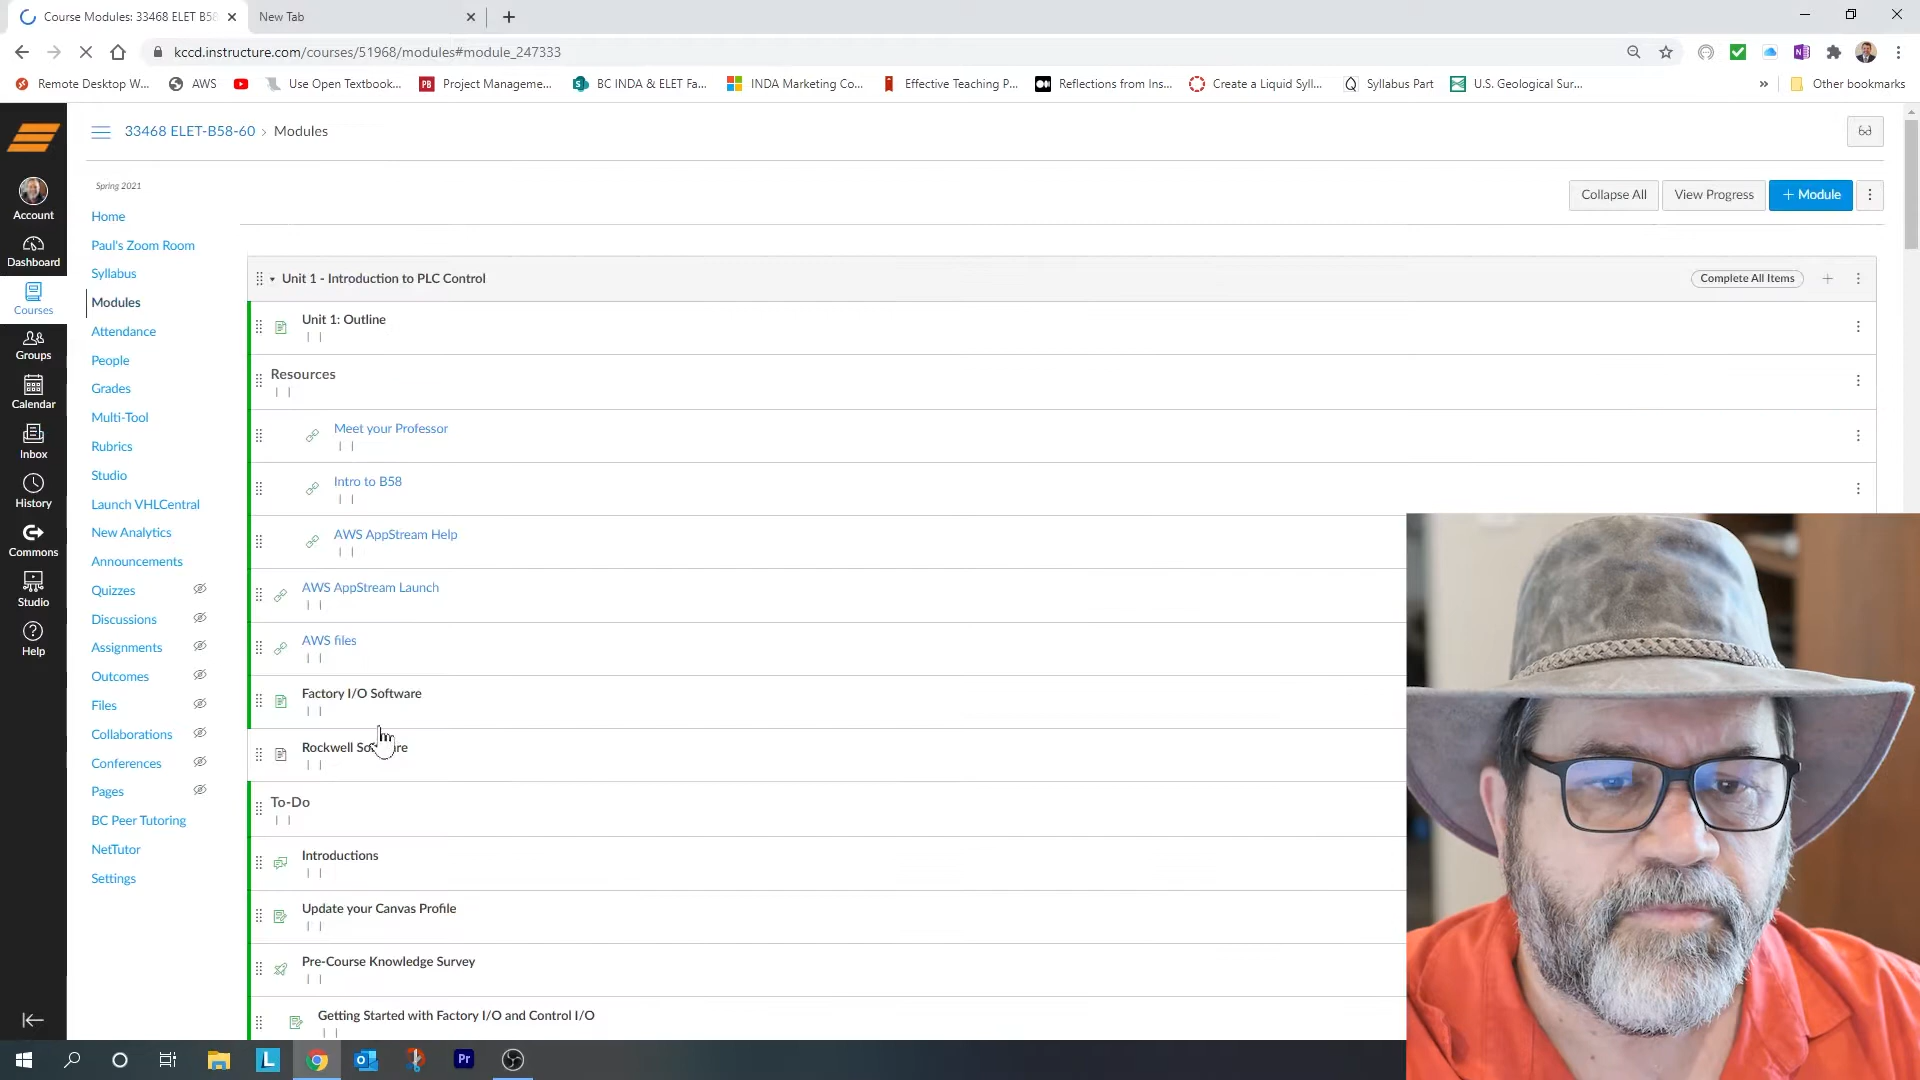 Course Modules: 33468 ELET B58
New Tab
kccd.instructure.com/courses/51968/modules#module_247333
Remote Desktop W...
AWS
Use Open Textbook...
Project Manageme...
BC INDA & ELET Fa...
INDA Marketing Co...
Effective Teaching P...
Reflections from Ins...
Create a Liquid Syll...
Syllabus Part
U.S. Geological Sur...
»
Other bookmarks
33468 ELET-B58-60 › Modules
Account
Dashboard
Courses
Groups
Calendar
Inbox
History
Commons
Studio
Help
Spring 2021
Home
Paul's Zoom Room
Syllabus
Modules
Attendance
People
Grades
Multi-Tool
Rubrics
Studio
Launch VHLCentral
New Analytics
Announcements
Quizzes
Discussions
Assignments
Outcomes
Files
Collaborations
Conferences
Pages
BC Peer Tutoring
NetTutor
Settings
Collapse All
View Progress
+ Module
Unit 1 - Introduction to PLC Control
Complete All Items
Unit 1: Outline
| |
Resources
| |
Meet your Professor
| |
Intro to B58
| |
AWS AppStream Help
| |
AWS AppStream Launch
| |
AWS files
| |
Factory I/O Software
| |
Rockwell Software
| |
To-Do
| |
Introductions
| |
Update your Canvas Profile
| |
Pre-Course Knowledge Survey
| |
Getting Started with Factory I/O and Control I/O
| |
L
Pr